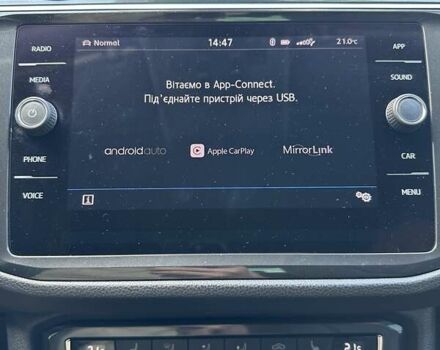 Normal 14:47 21.0°C
RADIO
APP
MEDIA
SOUND
Вітаємо в App-Connect.
Під'єднайте пристрій через USB.
androidauto Apple CarPlay MirrorLink
PHONE
CAR
VOICE
MENU